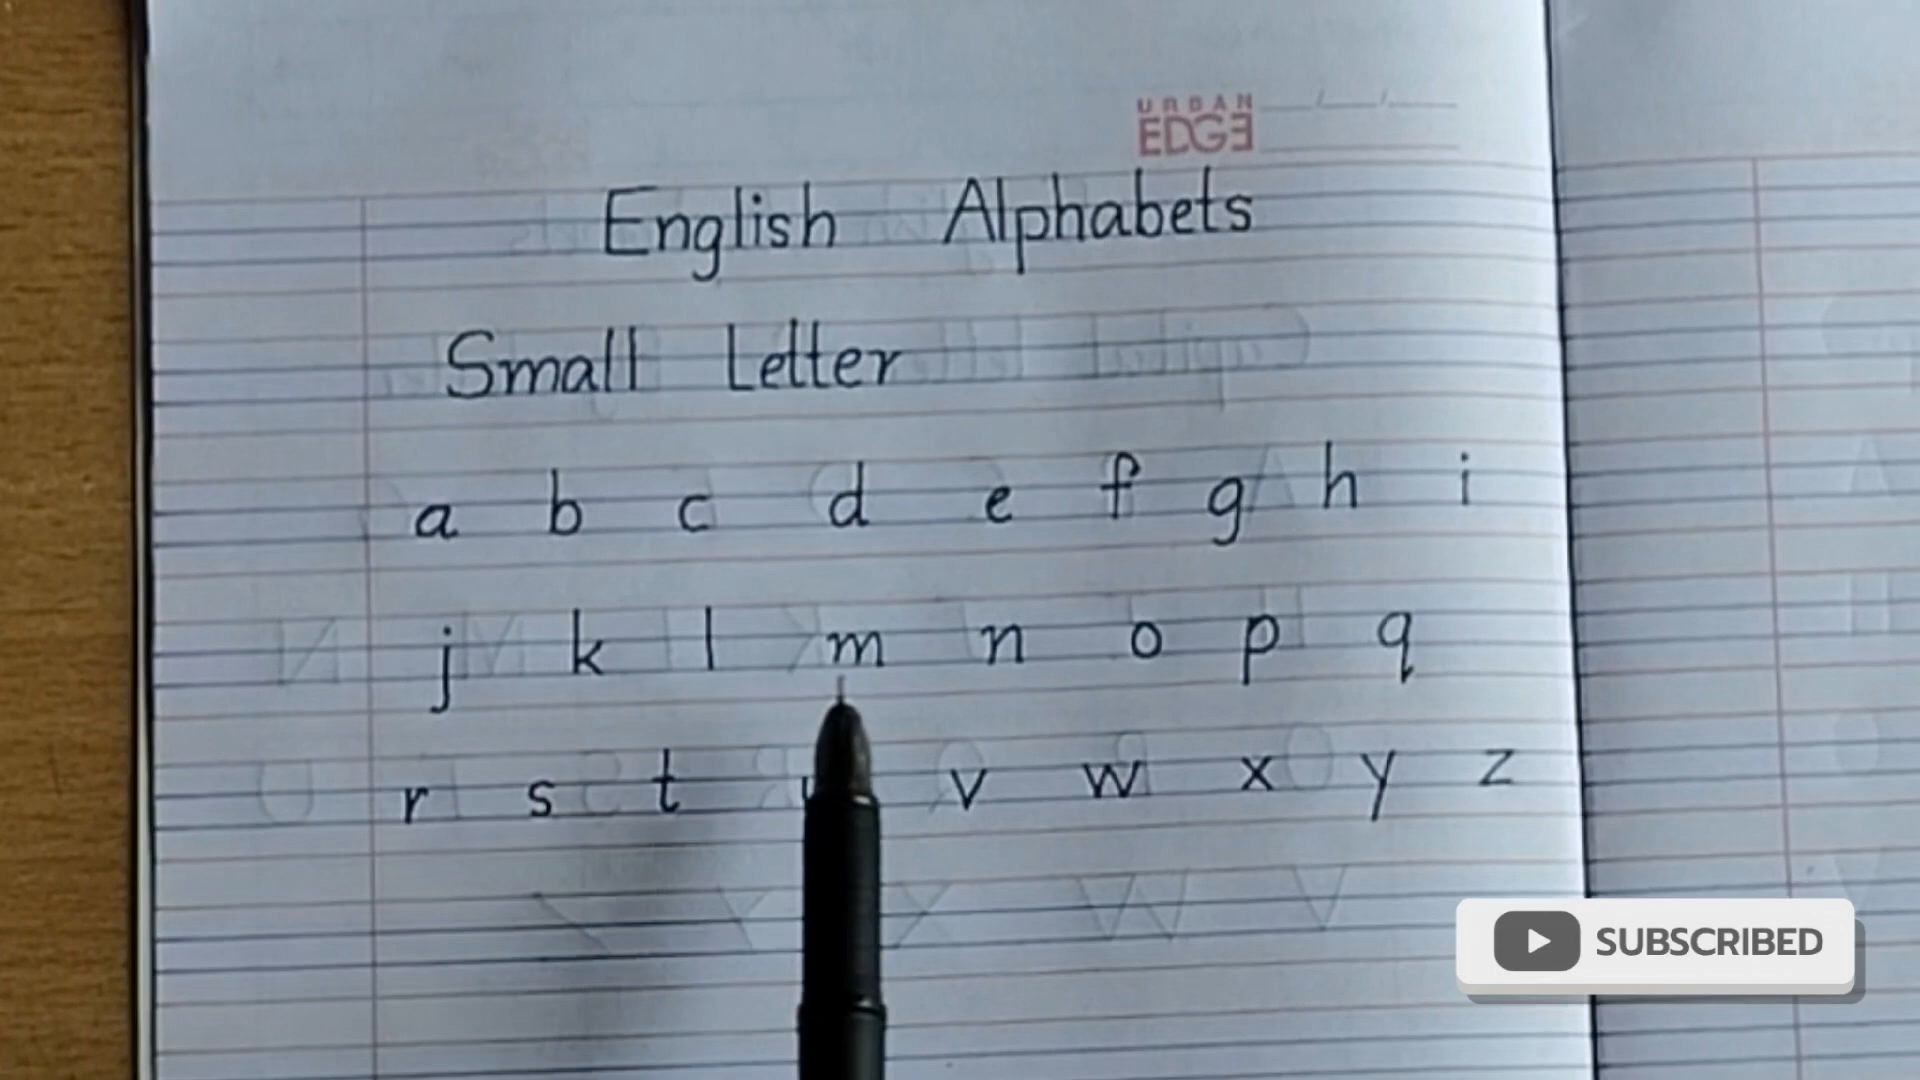 URBAN
EDGE
English Alphabets
Small Letter
a b c d e f g h i
j k l m n o p q
r s t u v w x y z
SUBSCRIBED